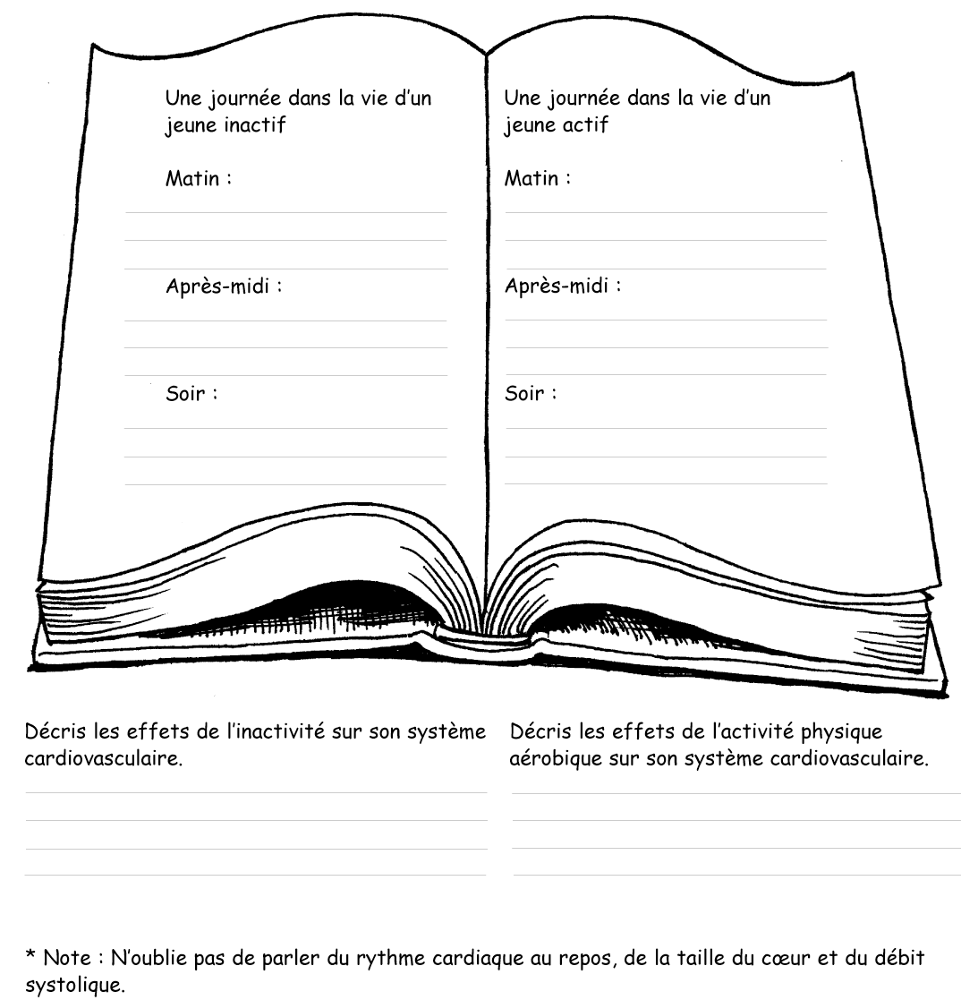 Une journée dans la vie d'un
jeune inactif
Matin :
Après-midi :
Soir :
Une journée dans la vie d'un
jeune actif
Matin :
Après-midi :
Soir :
Décris les effets de l'inactivité sur son système
cardiovasculaire.
Décris les effets de l'activité physique
aérobique sur son système cardiovasculaire.
* Note : N'oublie pas de parler du rythme cardiaque au repos, de la taille du cœur et du débit
systolique.